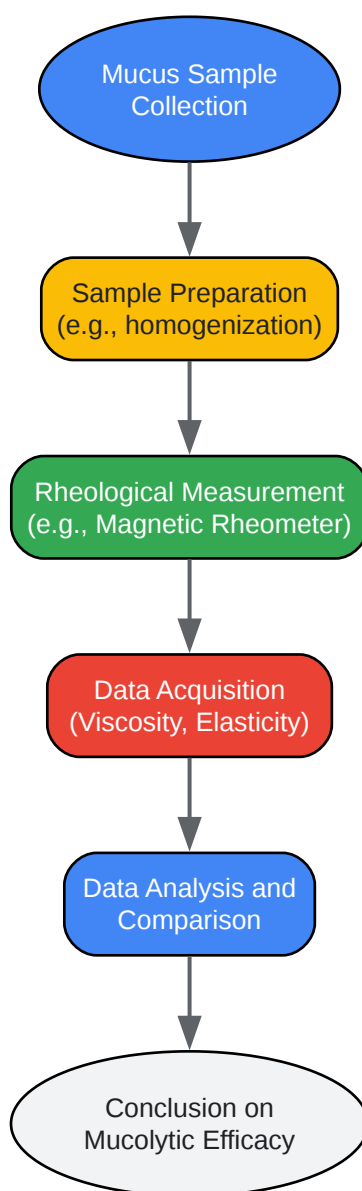 Mucus Sample
Collection
Sample Preparation
(e.g., homogenization)
Rheological Measurement
(e.g., Magnetic Rheometer)
Data Acquisition
(Viscosity, Elasticity)
Data Analysis and
Comparison
Conclusion on
Mucolytic Efficacy